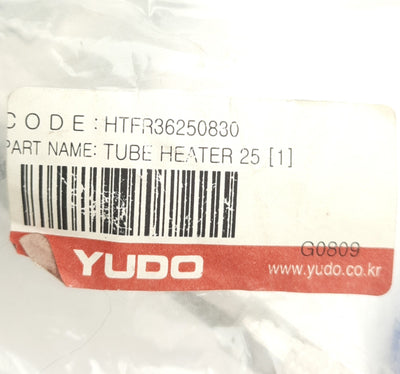 CODE: HTFR36250830
PART NAME: TUBE HEATER 25 [1]
G0809
YUDO
www.yudo.co.kr